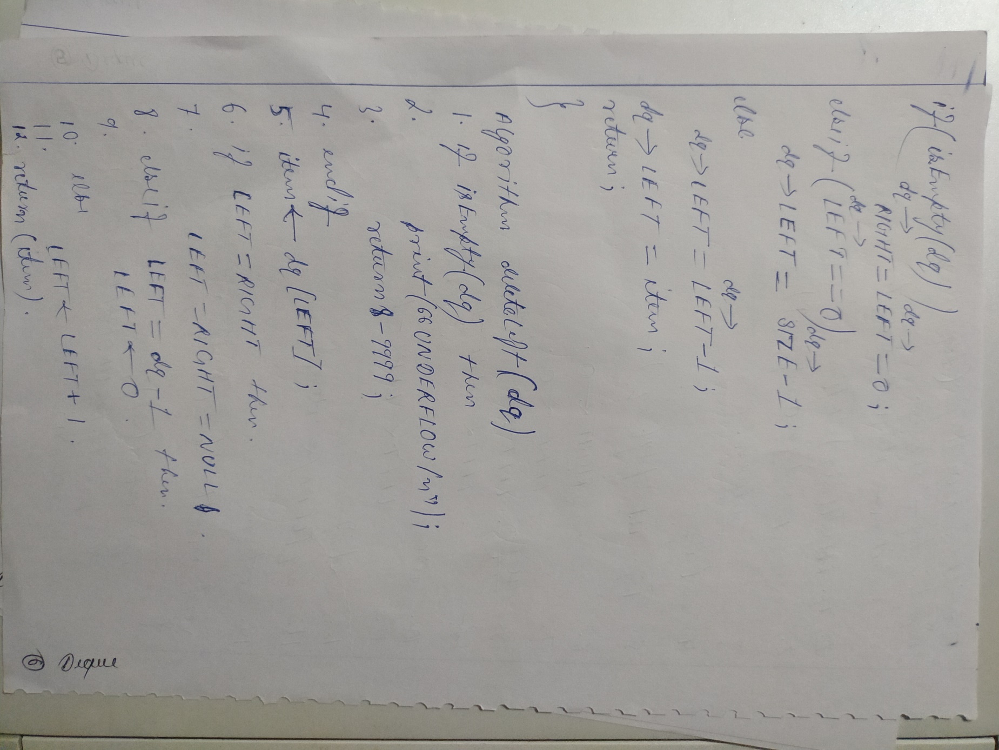 if (isEmpty(dq))
dq→ RIGHT = dq→ LEFT = 0;
elseif (dq→ LEFT == 0)
dq→LEFT = dq→ SIZE-1;
else
dq→LEFT = dq→ LEFT-1;
dq→LEFT = item;
return;
}
Algorithm deleteLeft(dq)
1. if isEmpty(dq) then
2. print("UNDERFLOW/n");
3. return -9999;
4. endif
5. item ← dq[LEFT];
6. if LEFT = RIGHT then.
7. LEFT = RIGHT = NULL.
8. elseif LEFT = dq-1 then.
9. LEFT ← 0.
10. else
11. LEFT ← LEFT + 1.
12. return (item).
⑥ Deque